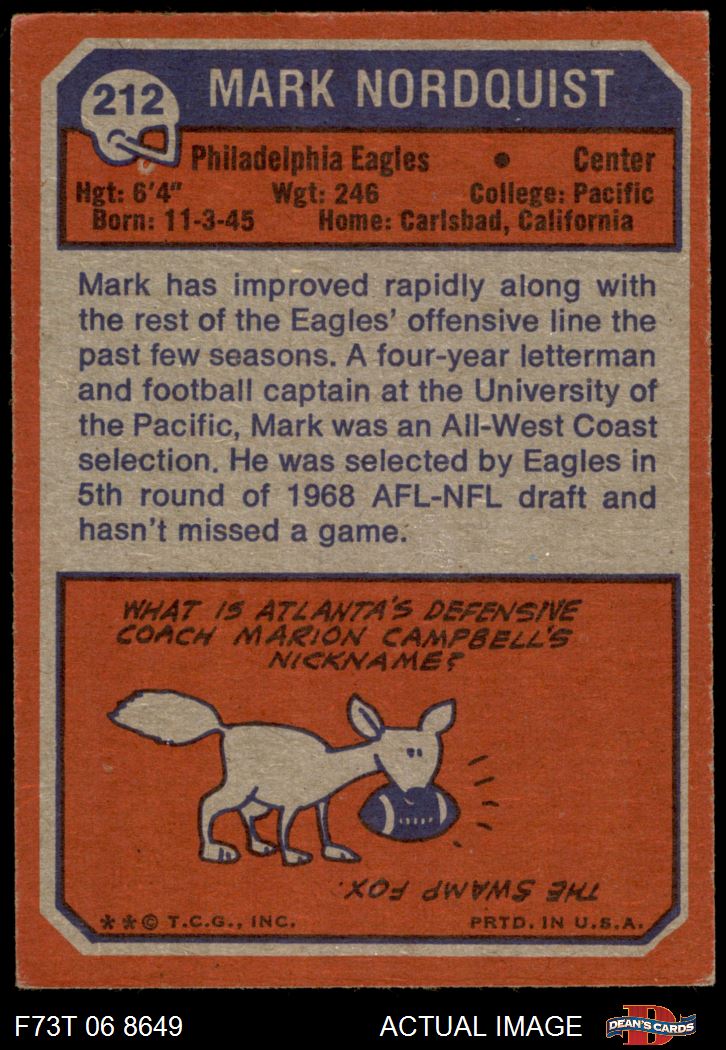 212 MARK NORDQUIST
Philadelphia Eagles • Center
Hgt: 6'4" Wgt: 246 College: Pacific
Born: 11-3-45 Home: Carlsbad, California
Mark has improved rapidly along with
the rest of the Eagles' offensive line the
past few seasons. A four-year letterman
and football captain at the University of
the Pacific, Mark was an All-West Coast
selection. He was selected by Eagles in
5th round of 1968 AFL-NFL draft and
hasn't missed a game.
WHAT IS ATLANTA'S DEFENSIVE
COACH MARION CAMPBELL'S
NICKNAME?
THE SWAMP FOX.
**© T.C.G., INC. PRTD. IN U.S.A.
F73T 06 8649 ACTUAL IMAGE D DEAN'S CARDS